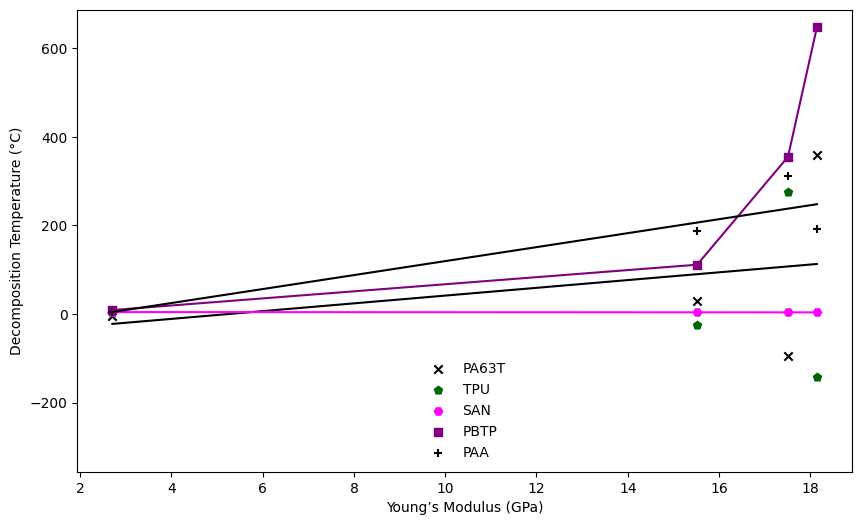 600
400
200
0
−200
Decomposition Temperature (°C)
PA63T
TPU
SAN
PBTP
PAA
2 4 6 8 10 12 14 16 18
Young’s Modulus (GPa)